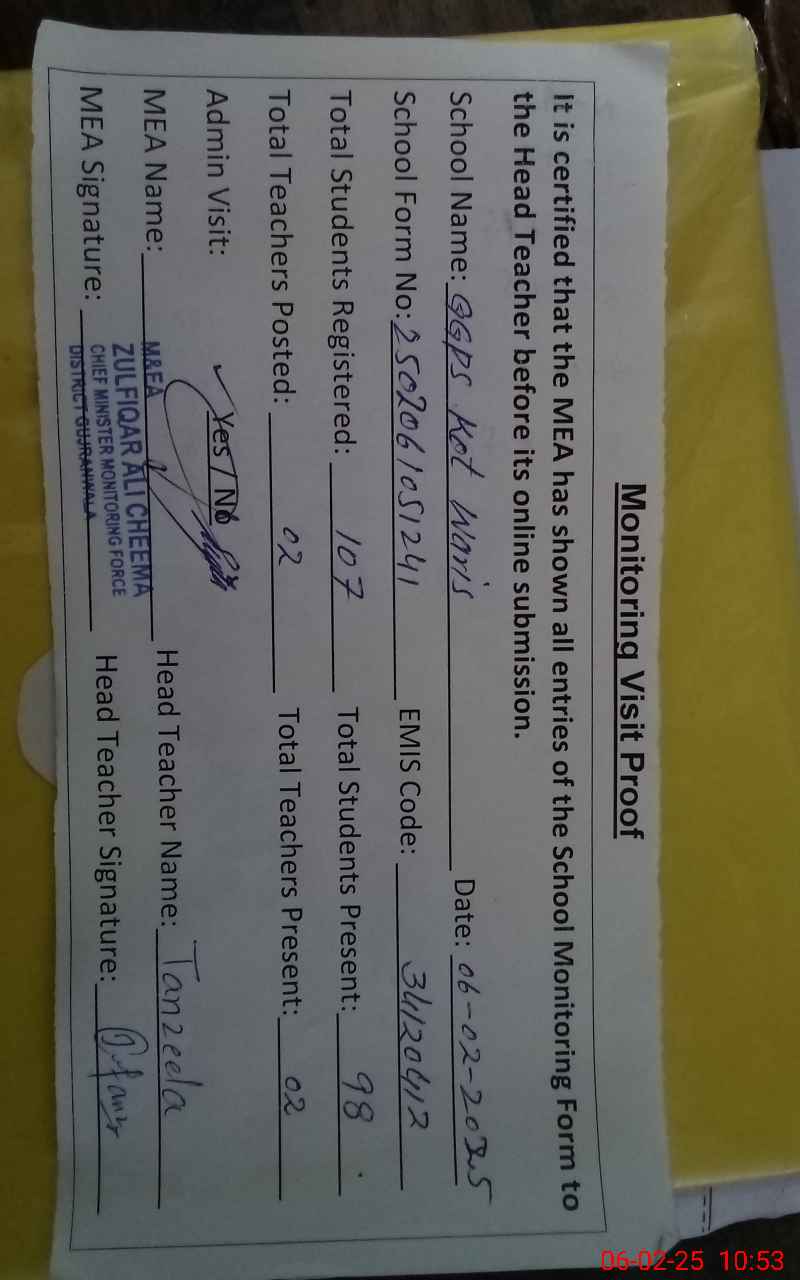 Monitoring Visit Proof
It is certified that the MEA has shown all entries of the School Monitoring Form to
the Head Teacher before its online submission.
School Name: GGPS Kot Waris Date: 06-02-2025
School Form No: 2502061051241 EMIS Code: 34120412
Total Students Registered: 107 Total Students Present: 98
Total Teachers Posted: 02 Total Teachers Present: 02
Admin Visit: ✓ Yes / No
MEA Name: Head Teacher Name: Tanzeela
MEA Signature: Head Teacher Signature:
M&EA
ZULFIQAR ALI CHEEMA
CHIEF MINISTER MONITORING FORCE
DISTRICT GUJRANWALA
06-02-25 10:53